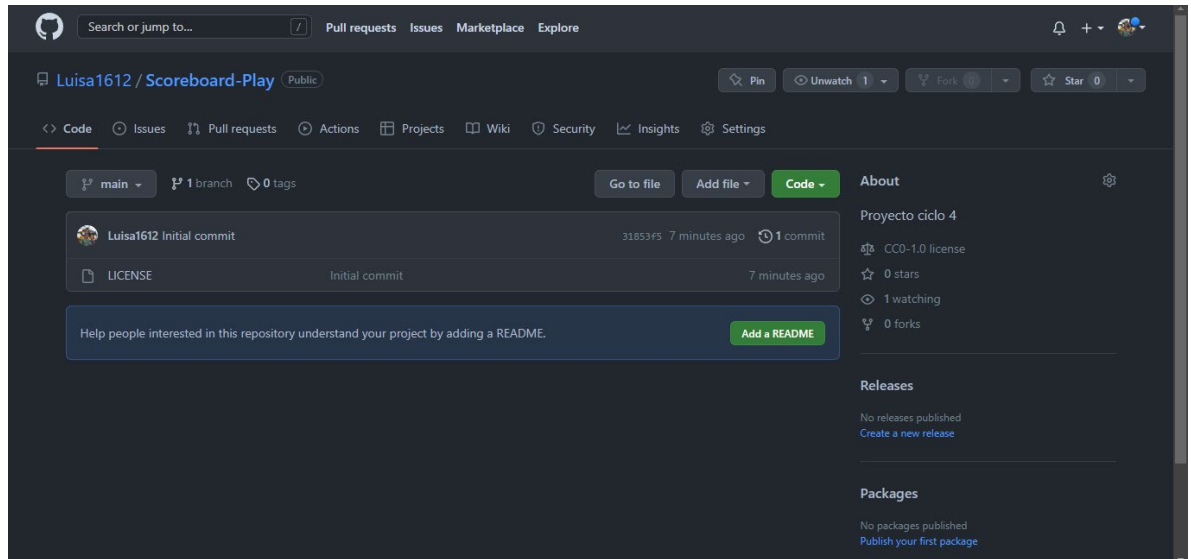 Search or jump to... / Pull requests Issues Marketplace Explore
Luisa1612 / Scoreboard-Play Public Pin Unwatch 1 Fork 0 Star 0
Code Issues Pull requests Actions Projects Wiki Security Insights Settings
main 1 branch 0 tags Go to file Add file Code
Luisa1612 Initial commit 31853f5 7 minutes ago 1 commit
LICENSE Initial commit 7 minutes ago
Help people interested in this repository understand your project by adding a README. Add a README
About
Proyecto ciclo 4
CC0-1.0 license
0 stars
1 watching
0 forks
Releases
No releases published
Create a new release
Packages
No packages published
Publish your first package